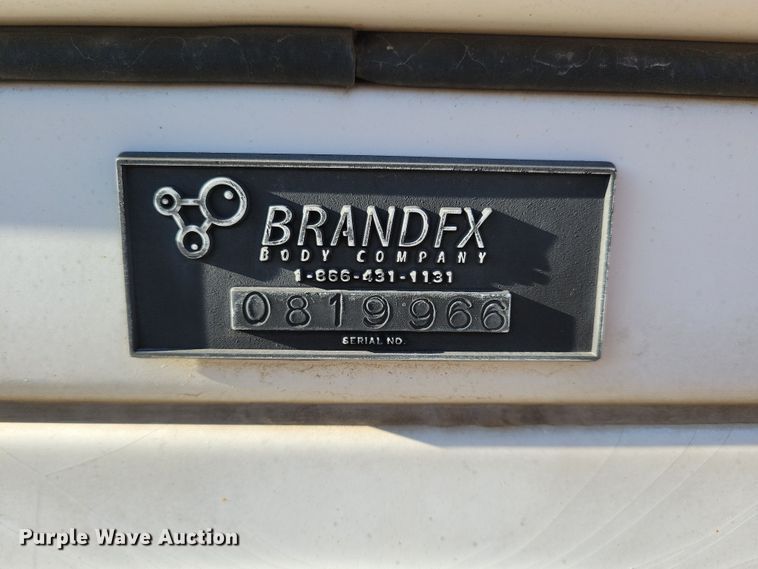 BRANDFX
BODY COMPANY
1-866-431-1131
0819966
SERIAL NO.
Purple Wave Auction